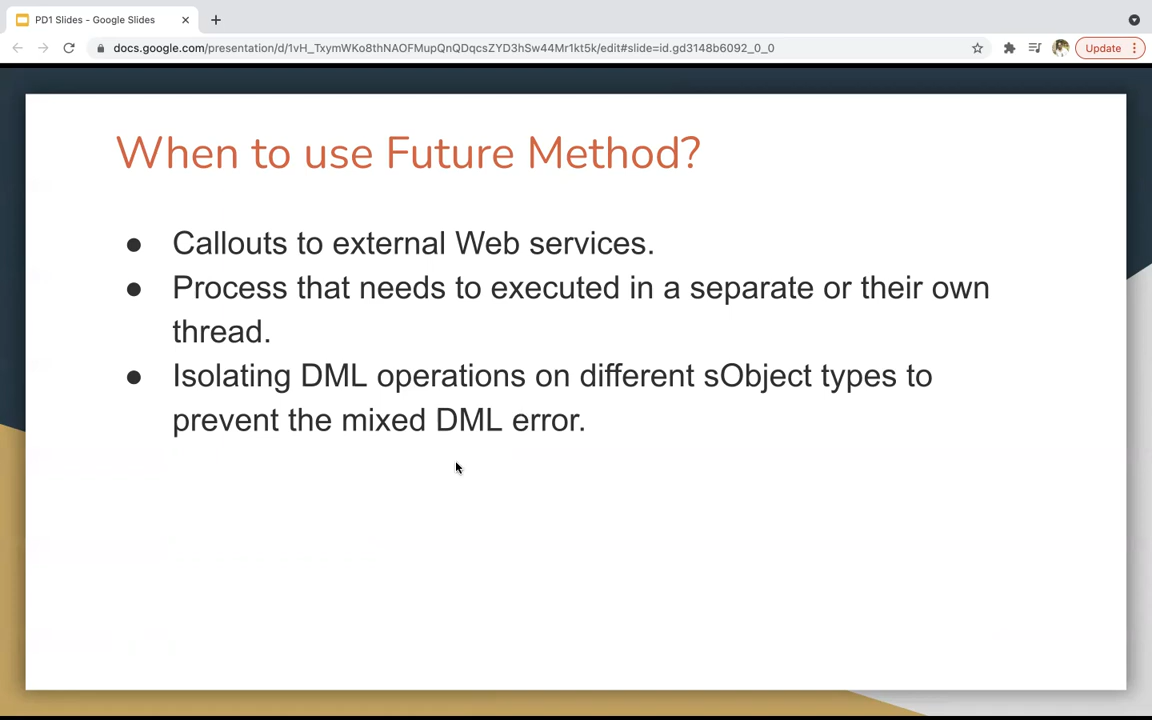 PD1 Slides - Google Slides
docs.google.com/presentation/d/1vH_TxymWKo8thNAOFMupQnQDqcsZYD3hSw44Mr1kt5k/edit#slide=id.gd3148b6092_0_0
Update
When to use Future Method?
● Callouts to external Web services.
● Process that needs to executed in a separate or their own
thread.
● Isolating DML operations on different sObject types to
prevent the mixed DML error.